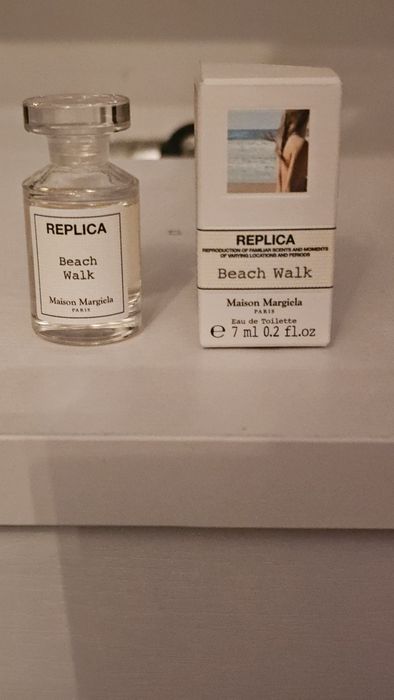 REPLICA
Beach
Walk
Maison Margiela
PARIS
REPLICA
REPRODUCTION OF FAMILIAR SCENTS AND MOMENTS
OF VARYING LOCATIONS AND PERIODS
Beach Walk
Maison Margiela
PARIS
Eau de Toilette
℮ 7 ml 0.2 fl.oz